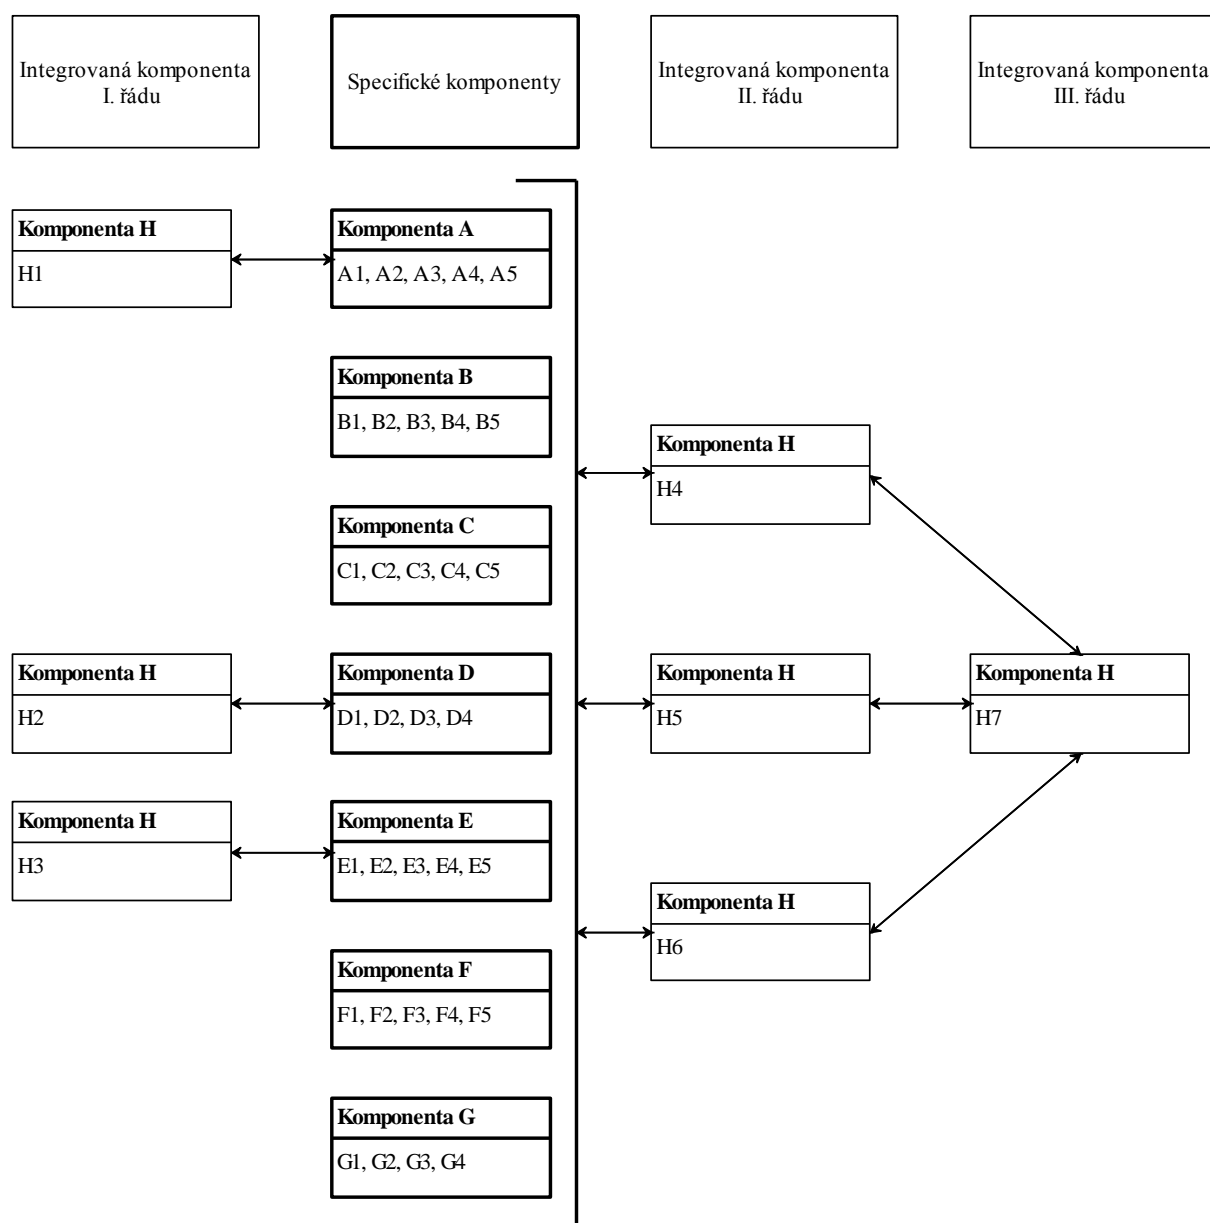 Integrovaná komponenta
I. řádu
Specifické komponenty
Integrovaná komponenta
II. řádu
Integrovaná komponenta
III. řádu
Komponenta H
H1
Komponenta A
A1, A2, A3, A4, A5
Komponenta B
B1, B2, B3, B4, B5
Komponenta H
H4
Komponenta C
C1, C2, C3, C4, C5
Komponenta H
H2
Komponenta D
D1, D2, D3, D4
Komponenta H
H5
Komponenta H
H7
Komponenta H
H3
Komponenta E
E1, E2, E3, E4, E5
Komponenta H
H6
Komponenta F
F1, F2, F3, F4, F5
Komponenta G
G1, G2, G3, G4